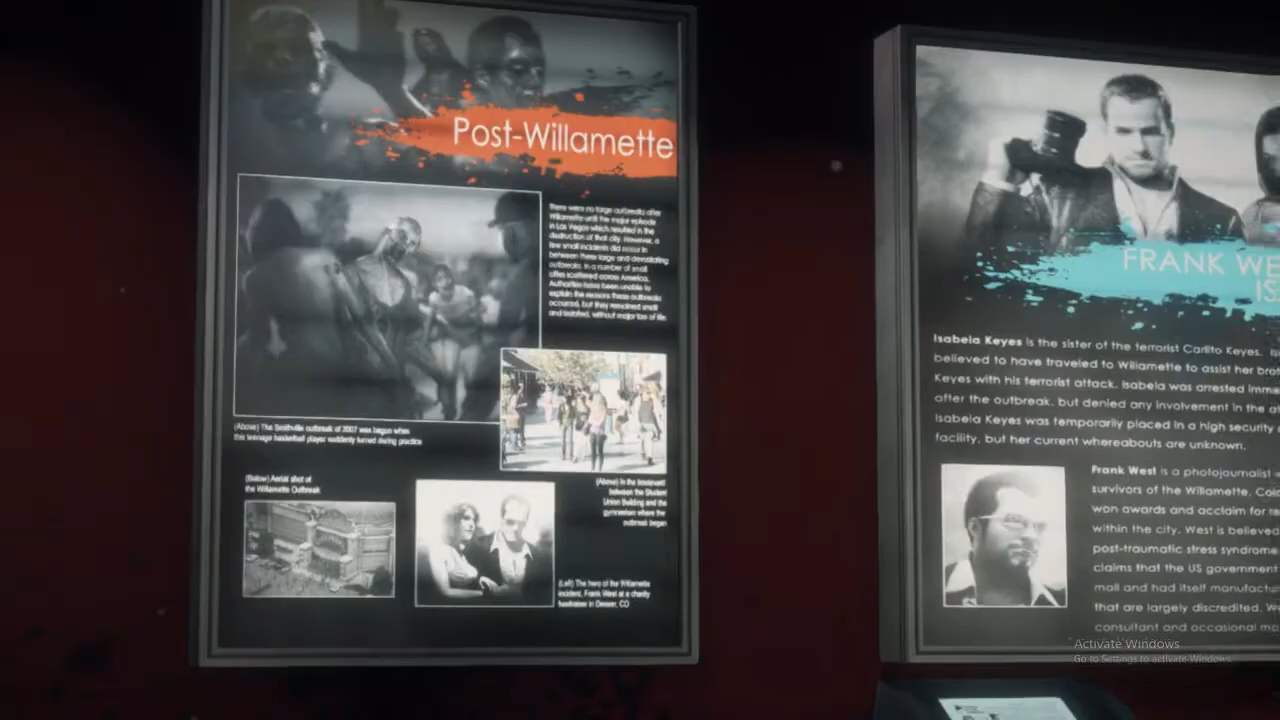 Post-Willamette
There were no large outbreaks after
Willamette until the major episode
in Las Vegas which resulted in the
destruction of that city. However, a
few small incidents did occur in
between these large and devastating
outbreaks. In a number of small
cities scattered across America.
Authorities have been unable to
explain the reasons these outbreaks
occurred, but they remained small
and isolated, without major loss of life.
(Above) The Smithville outbreak of 2007 was begun when
this teenage basketball player suddenly turned during practice
(Above) In the
between the Student
Union Building and the
gymnasium where the
outbreak began
(Below) Aerial shot of
the Willamette Outbreak
(Left) The hero of the Willamette
incident, Frank West at a charity
fundraiser in Denver, CO
FRANK WE
IS
Isabela Keyes is the sister of the terrorist Carlito Keyes. Is
believed to have traveled to Willamette to assist her brot
Keyes with his terrorist attack. Isabela was arrested imme
after the outbreak, but denied any involvement in the a
Isabela Keyes was temporarily placed in a high security
facility, but her current whereabouts are unknown.
Frank West is a photojournalist
survivors of the Willamette, Col
won awards and acclaim for
within the city. West is believed
post-traumatic stress syndrome
claims that the US government
mall and had itself manufactu
that are largely discredited. W
consultant and occasional
Activate Windows
Go to Settings to activate Windows.